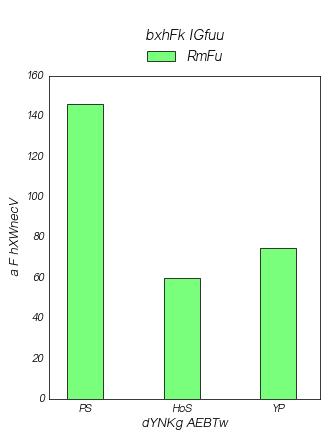 bxhFk IGfuu
RmFu
160
140
120
100
80
60
40
20
0
a F hXWnecV
PS
HoS
YP
dYNKg AEBTw